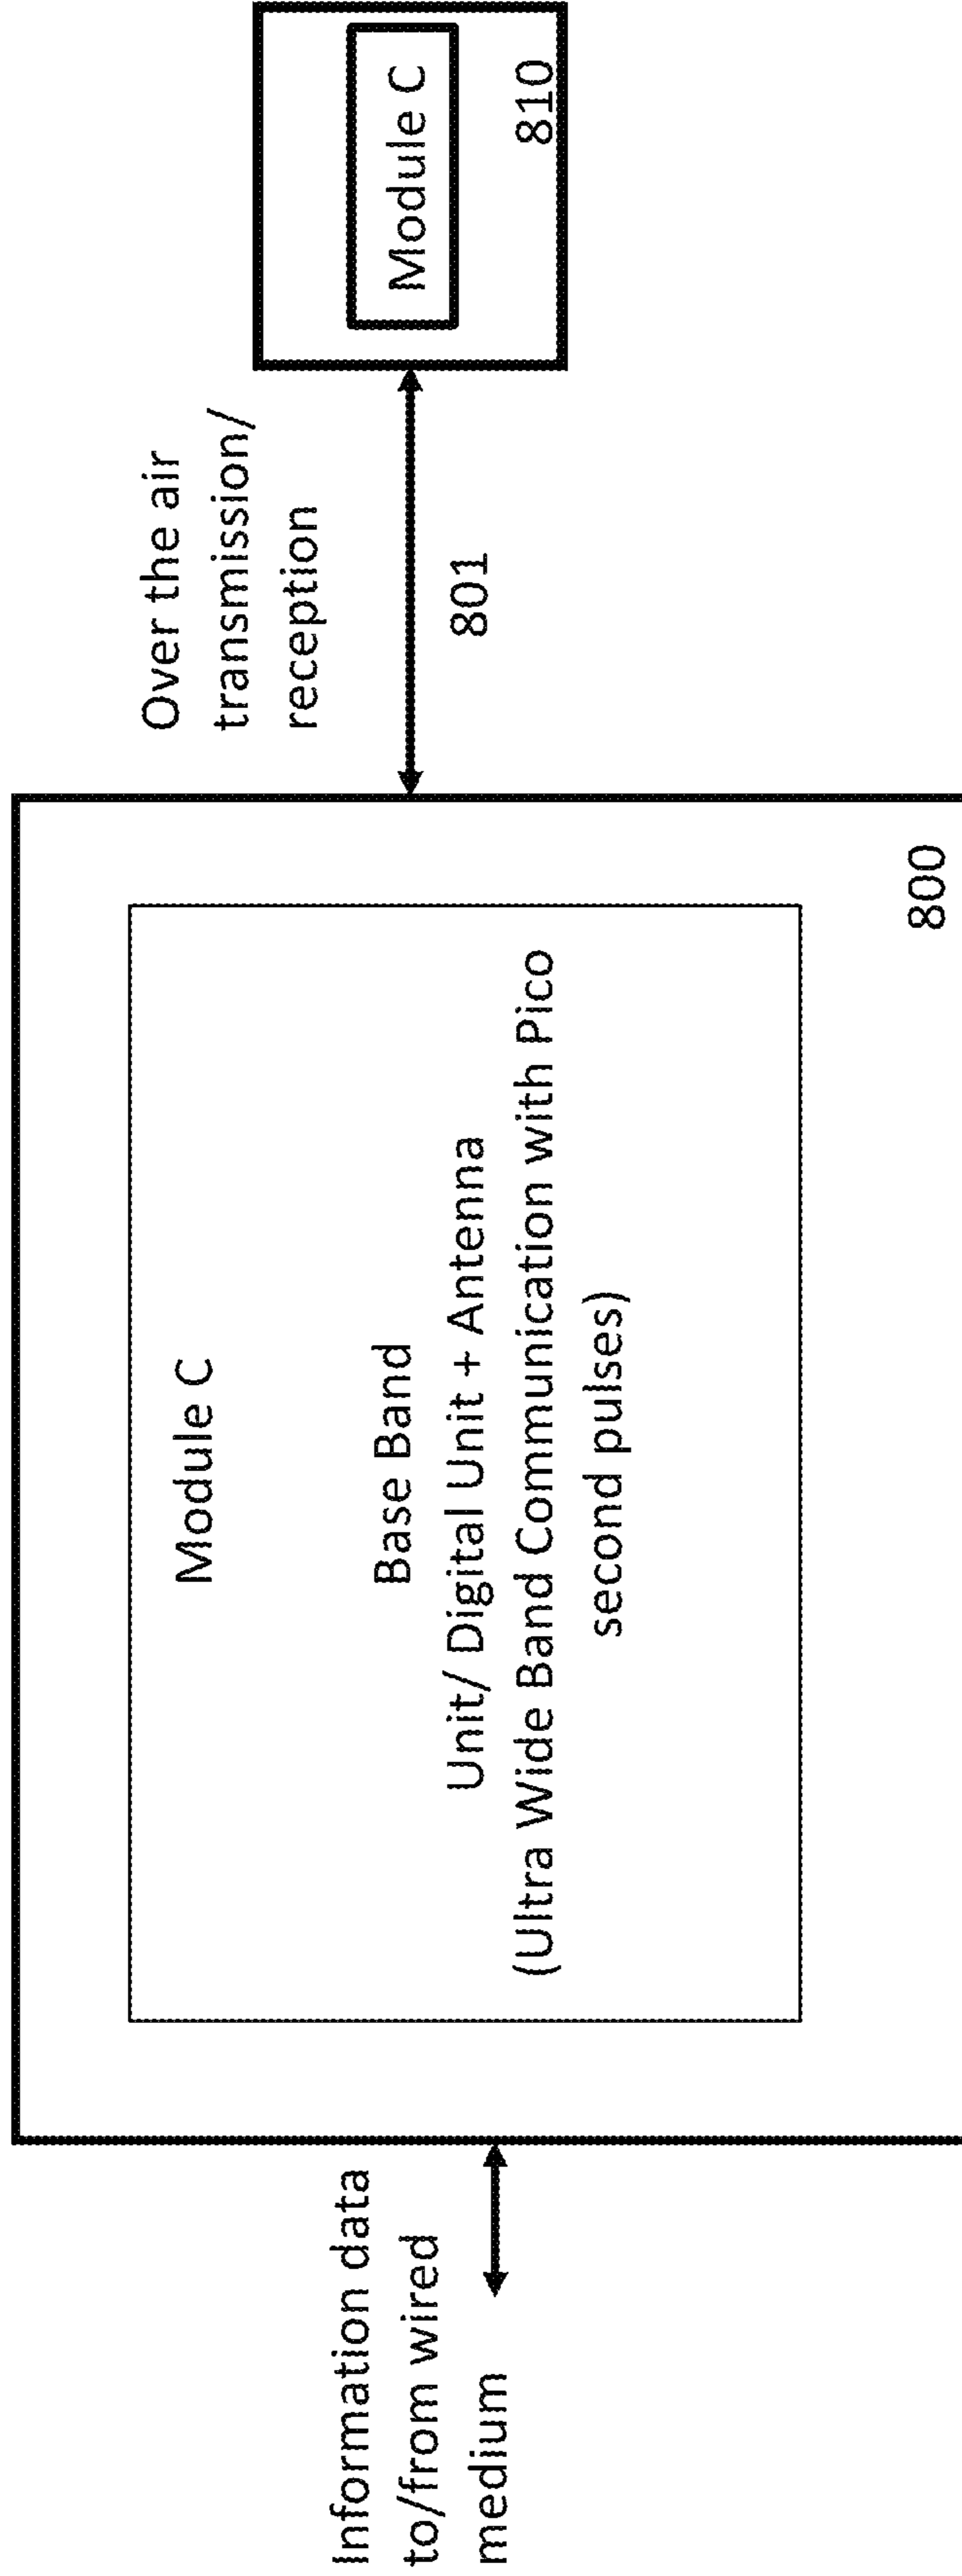 Information data
to/from wired
medium
Module C
Base Band
Unit/ Digital Unit + Antenna
(Ultra Wide Band Communication with Pico
second pulses)
800
Over the air
transmission/
reception
801
Module C
810